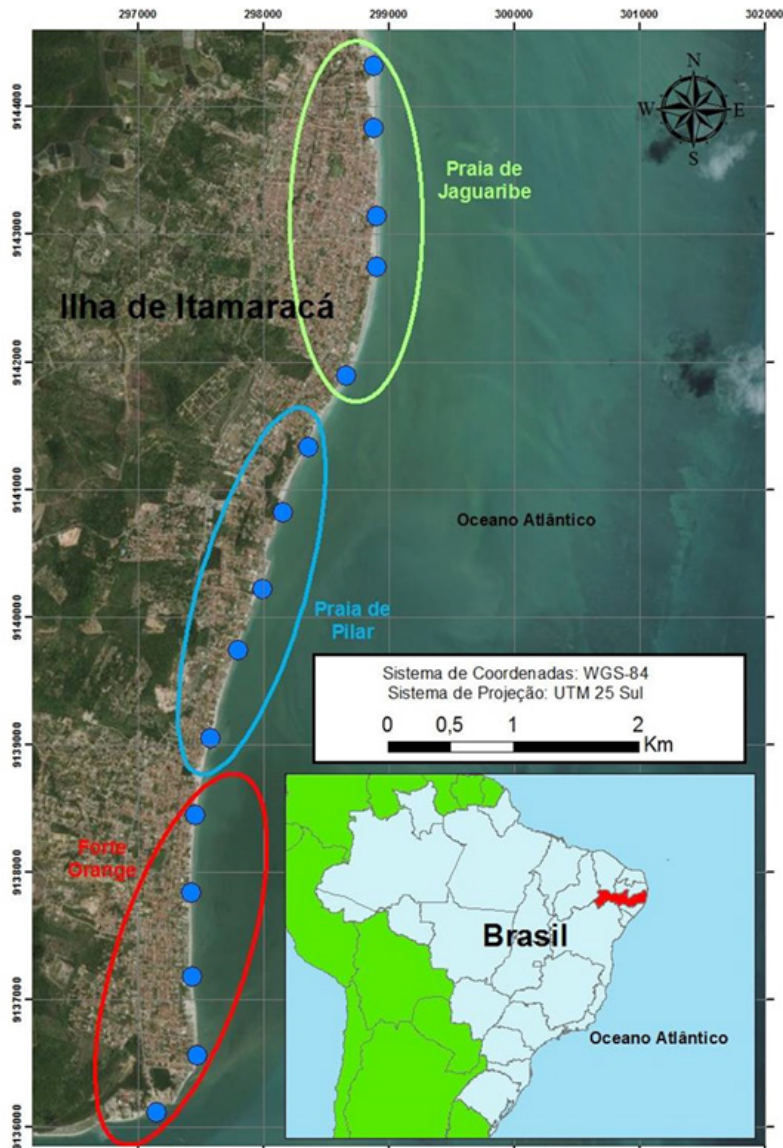 297000 298000 299000 300000 301000 302000
N
W E
S
9144000
Praia de
Jaguaribe
9143000
Ilha de Itamaracá
9142000
9141000
Oceano Atlântico
9140000
Praia de
Pilar
Sistema de Coordenadas: WGS-84
Sistema de Projeção: UTM 25 Sul
0 0,5 1 2
Km
9139000
Forte
Orange
9138000
Brasil
9137000
Oceano Atlântico
9136000